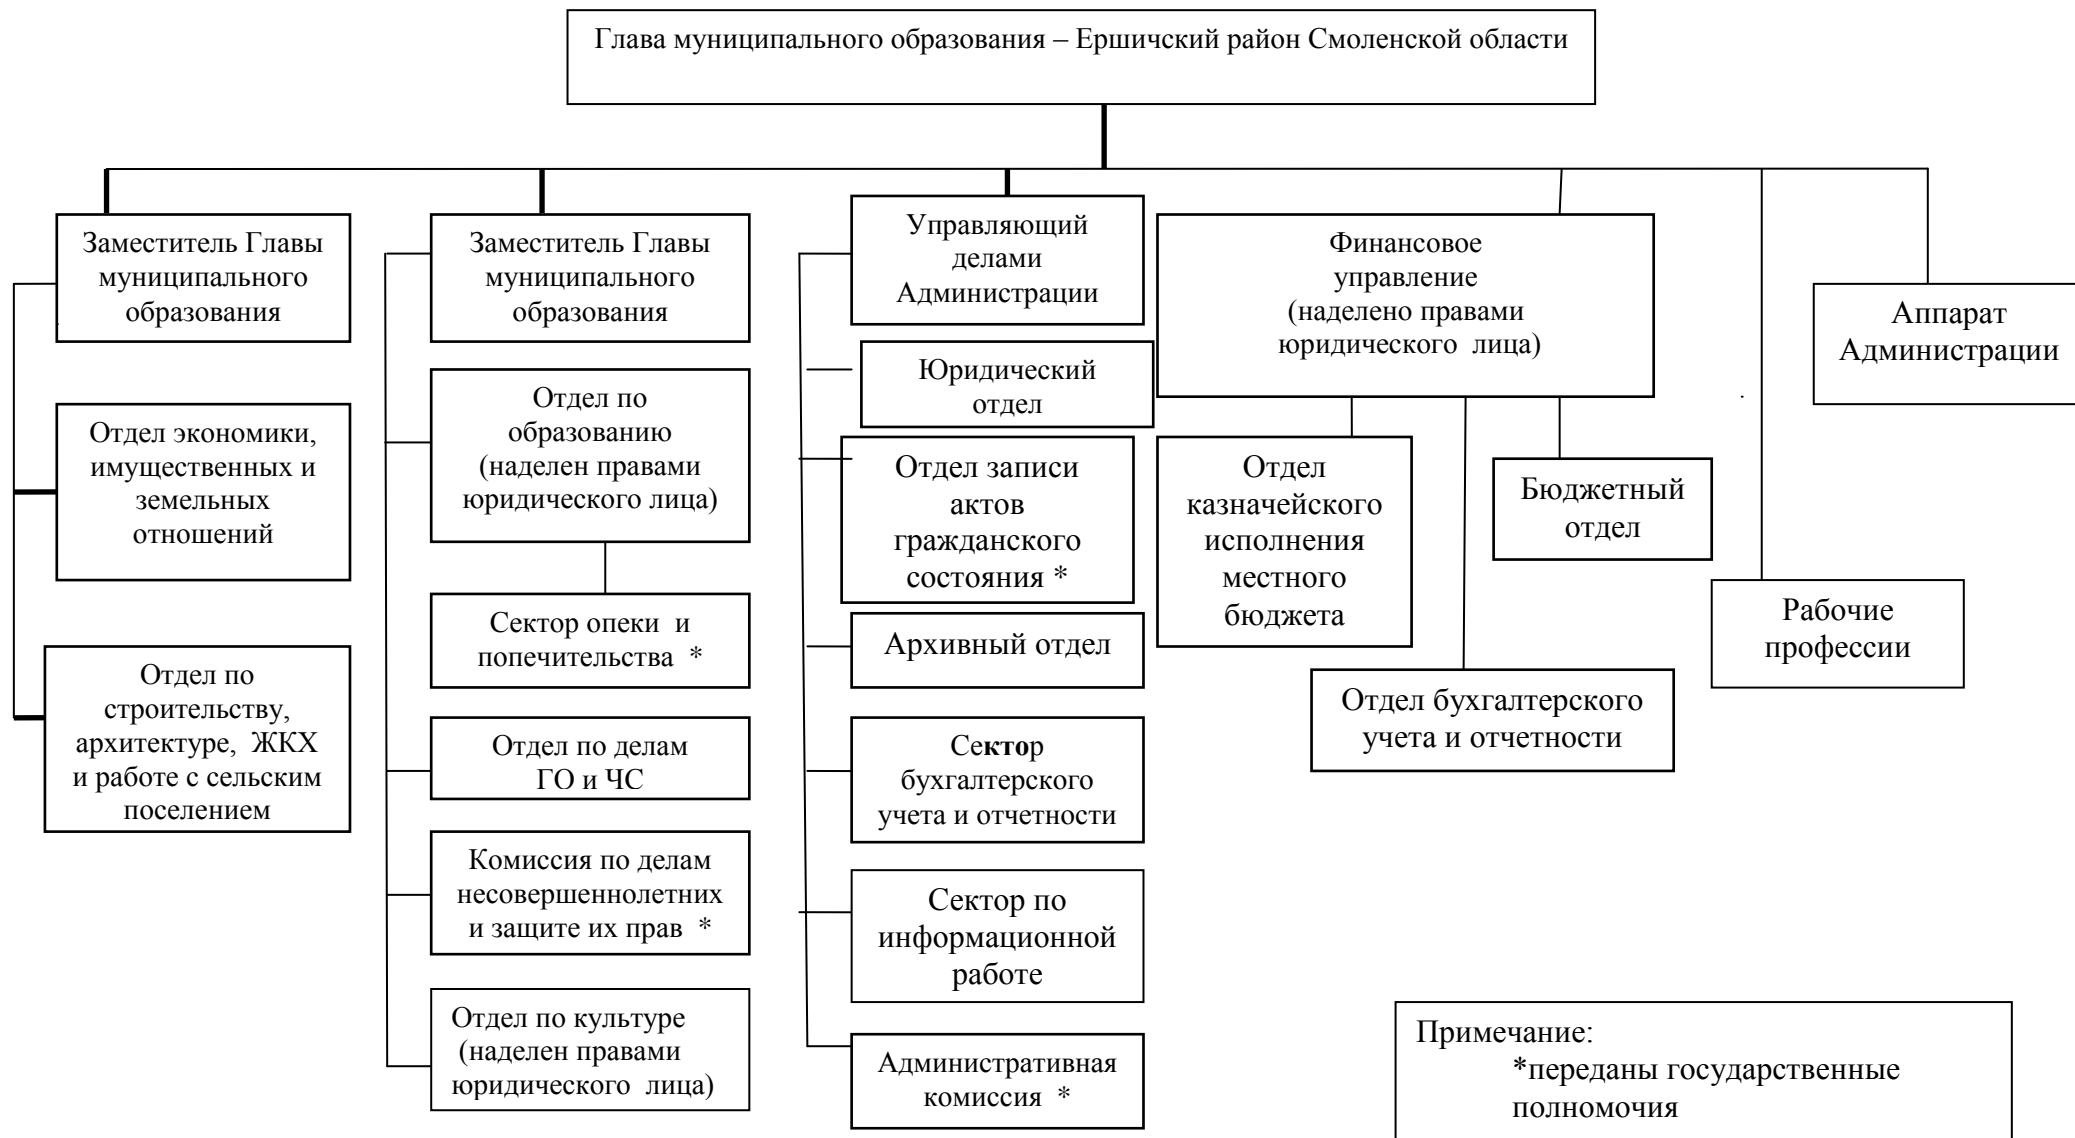 Глава муниципального образования – Ершичский район Смоленской области
Заместитель Главы
муниципального
образования
Отдел экономики,
имущественных и
земельных
отношений
Отдел по
строительству,
архитектуре, ЖКХ
и работе с сельским
поселением
Заместитель Главы
муниципального
образования
Отдел по
образованию
(наделен правами
юридического лица)
Сектор опеки и
попечительства *
Отдел по делам
ГО и ЧС
Комиссия по делам
несовершеннолетних
и защите их прав *
Отдел по культуре
(наделен правами
юридического лица)
Управляющий
делами
Администрации
Юридический
отдел
Отдел записи
актов
гражданского
состояния *
Архивный отдел
Сектор
бухгалтерского
учета и отчетности
Сектор по
информационной
работе
Административная
комиссия *
Финансовое
управление
(наделено правами
юридического лица)
Отдел
казначейского
исполнения
местного
бюджета
Отдел бухгалтерского
учета и отчетности
Бюджетный
отдел
Рабочие
профессии
Аппарат
Администрации
Примечание:
*переданы государственные
полномочия